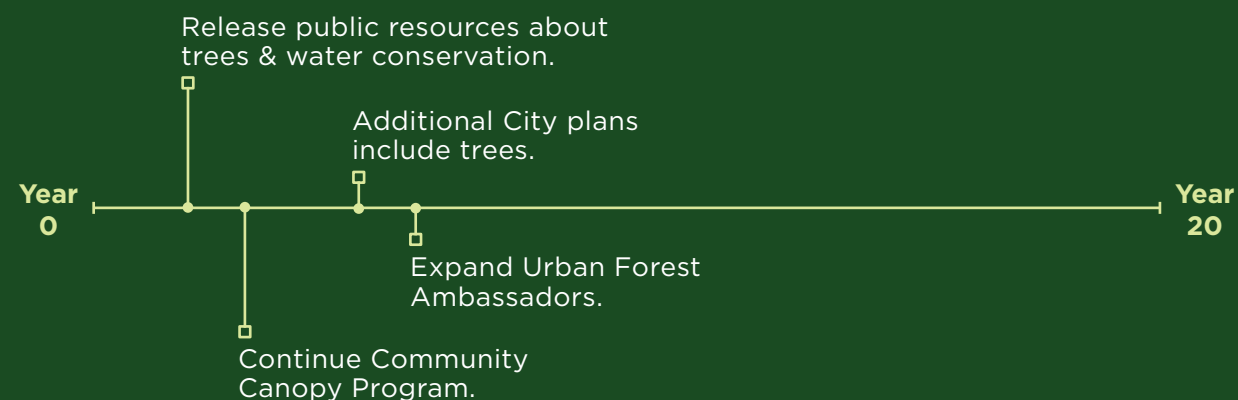 Release public resources about
trees & water conservation.
Additional City plans
include trees.
Year
0
Year
20
Expand Urban Forest
Ambassadors.
Continue Community
Canopy Program.